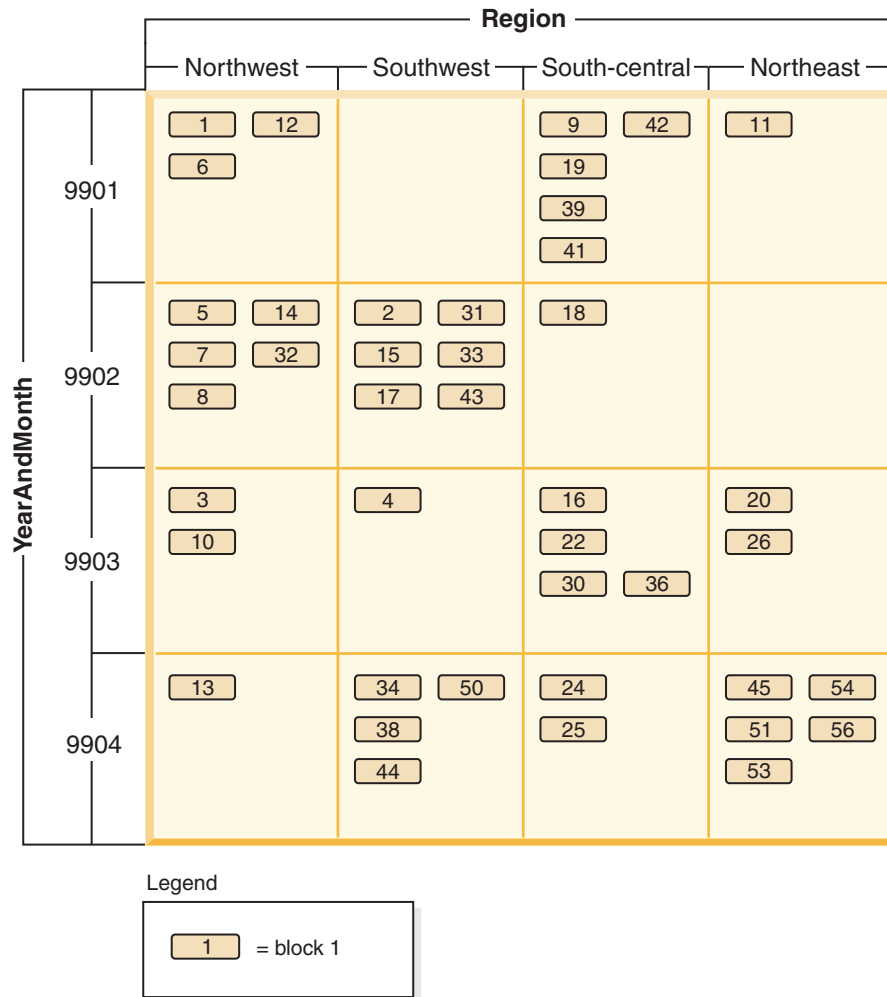 Region
Northwest Southwest South-central Northeast
YearAndMonth
9901
1 12 9 42 11
6 19
39
41
9902
5 14 2 31 18
7 32 15 33
8 17 43
9903
3 4 16 20
10 22 26
30 36
9904
13 34 50 24 45 54
38 25 51 56
44 53
Legend
1 = block 1